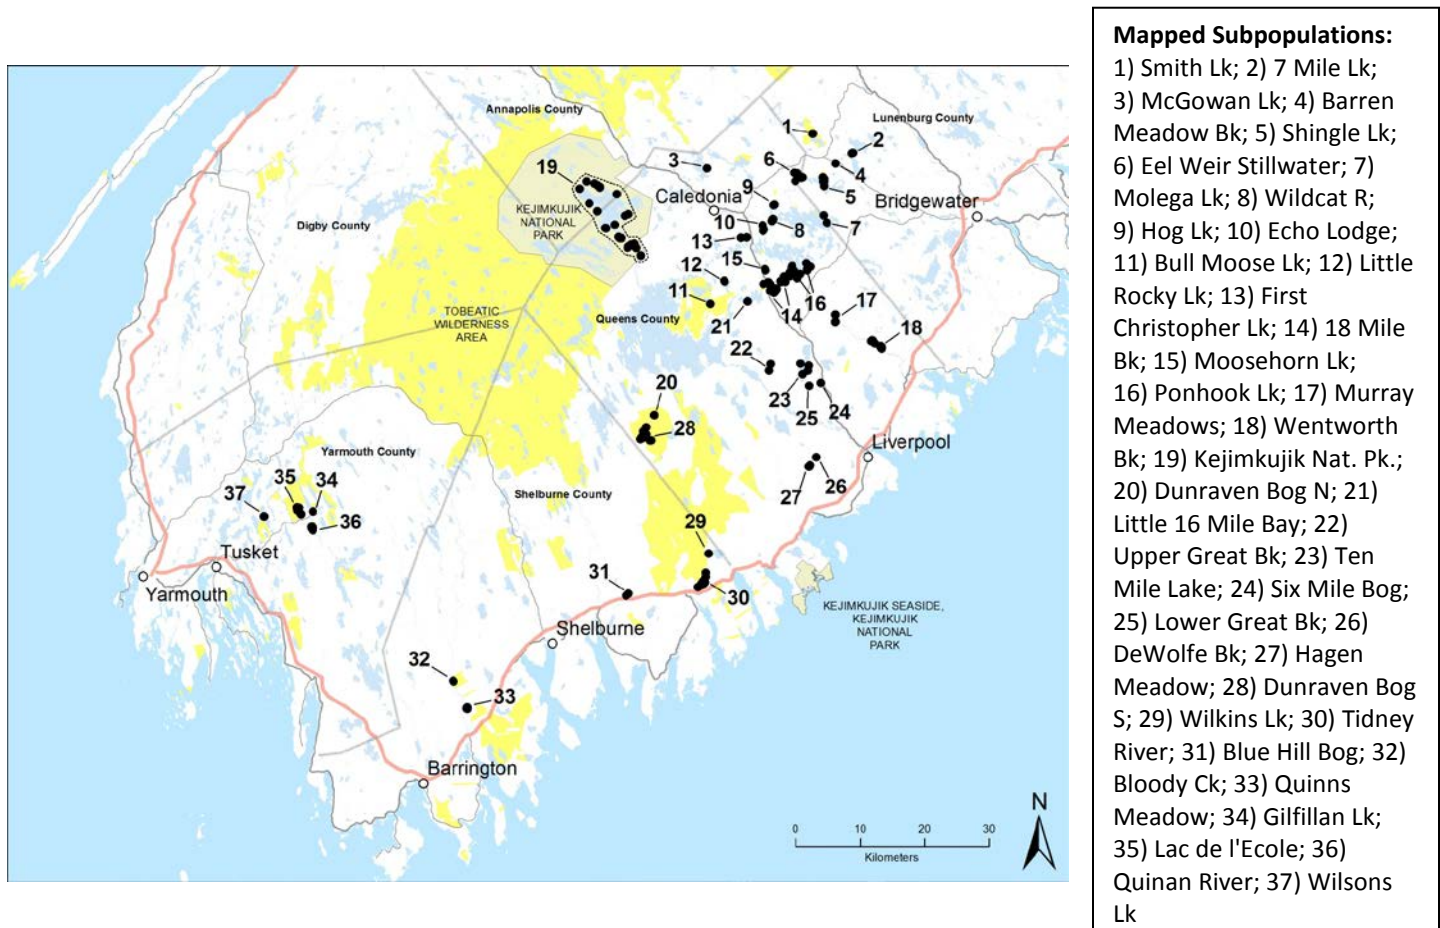 Annapolis County
Lunenburg County
1
2
3
6
4
19
5
Caledonia
9
Bridgewater
KEJIMKUJIK
NATIONAL
PARK
10
8
7
Digby County
13
15
12
11
16
17
14
21
TOBEATIC
WILDERNESS
AREA
Queens County
18
22
20
23
25
24
28
Liverpool
Yarmouth County
35
34
37
36
Shelburne County
27
26
29
Tusket
31
30
Yarmouth
KEJIMKUJIK SEASIDE,
KEJIMKUJIK
NATIONAL
PARK
Shelburne
32
33
Barrington
N
0 10 20 30
Kilometers
Mapped Subpopulations:
1) Smith Lk; 2) 7 Mile Lk;
3) McGowan Lk; 4) Barren
Meadow Bk; 5) Shingle Lk;
6) Eel Weir Stillwater; 7)
Molega Lk; 8) Wildcat R;
9) Hog Lk; 10) Echo Lodge;
11) Bull Moose Lk; 12) Little
Rocky Lk; 13) First
Christopher Lk; 14) 18 Mile
Bk; 15) Moosehorn Lk;
16) Ponhook Lk; 17) Murray
Meadows; 18) Wentworth
Bk; 19) Kejimkujik Nat. Pk.;
20) Dunraven Bog N; 21)
Little 16 Mile Bay; 22)
Upper Great Bk; 23) Ten
Mile Lake; 24) Six Mile Bog;
25) Lower Great Bk; 26)
DeWolfe Bk; 27) Hagen
Meadow; 28) Dunraven Bog
S; 29) Wilkins Lk; 30) Tidney
River; 31) Blue Hill Bog; 32)
Bloody Ck; 33) Quinns
Meadow; 34) Gilfillan Lk;
35) Lac de l'Ecole; 36)
Quinan River; 37) Wilsons
Lk